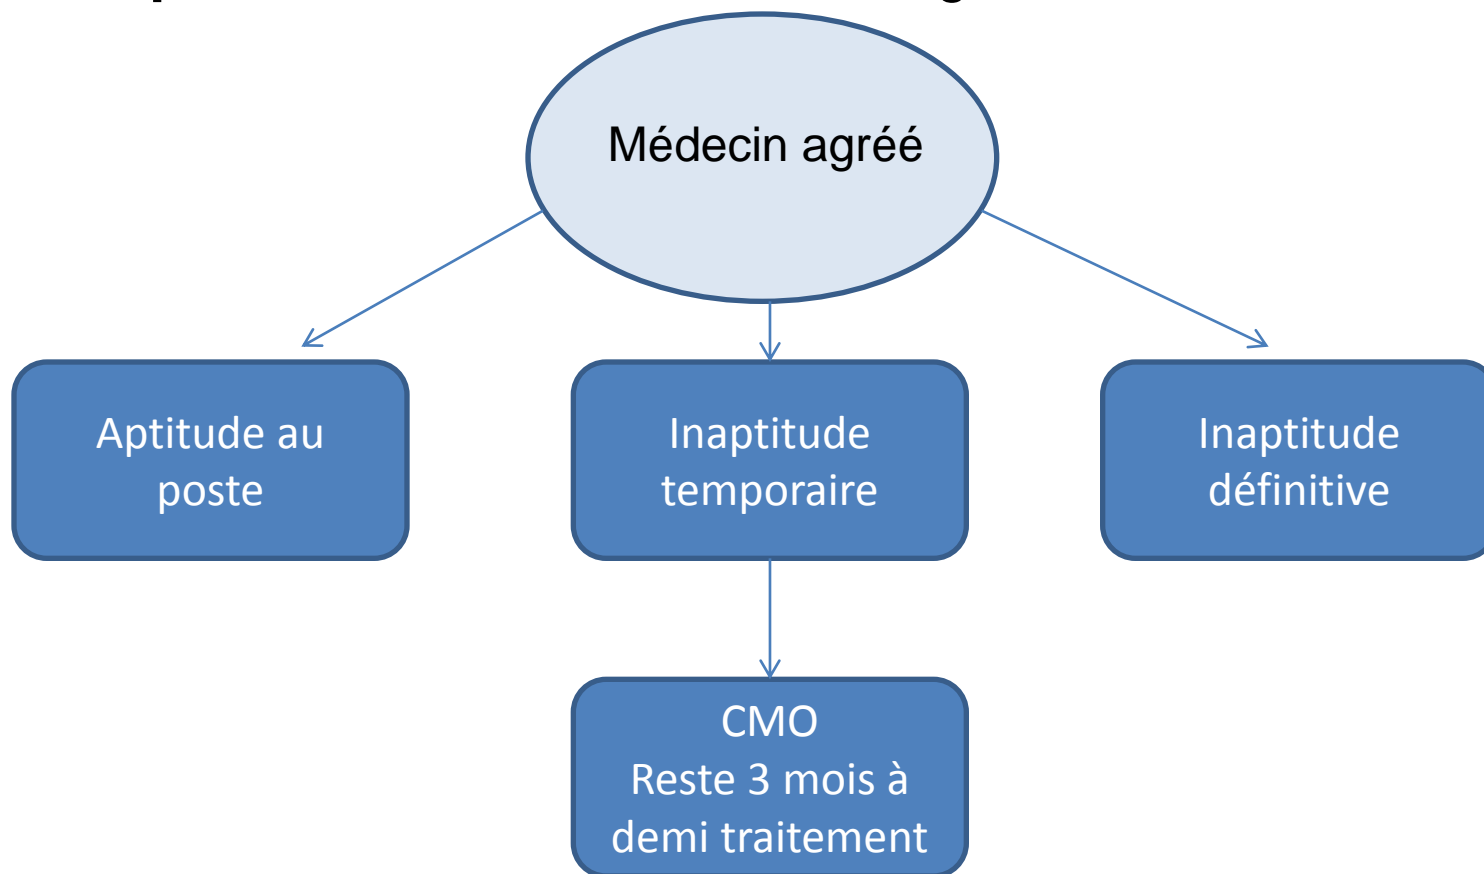 Médecin agréé
Aptitude au
poste
Inaptitude
temporaire
Inaptitude
définitive
CMO
Reste 3 mois à
demi traitement